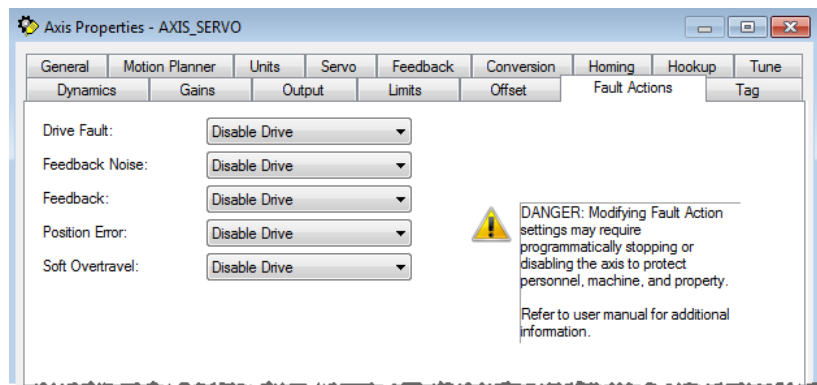 Axis Properties - AXIS_SERVO
General Motion Planner Units Servo Feedback Conversion Homing Hookup Tune
Dynamics Gains Output Limits Offset Fault Actions Tag
Drive Fault: Disable Drive
Feedback Noise: Disable Drive
Feedback: Disable Drive
Position Error: Disable Drive
Soft Overtravel: Disable Drive
DANGER: Modifying Fault Action
settings may require
programmatically stopping or
disabling the axis to protect
personnel, machine, and property.
Refer to user manual for additional
information.